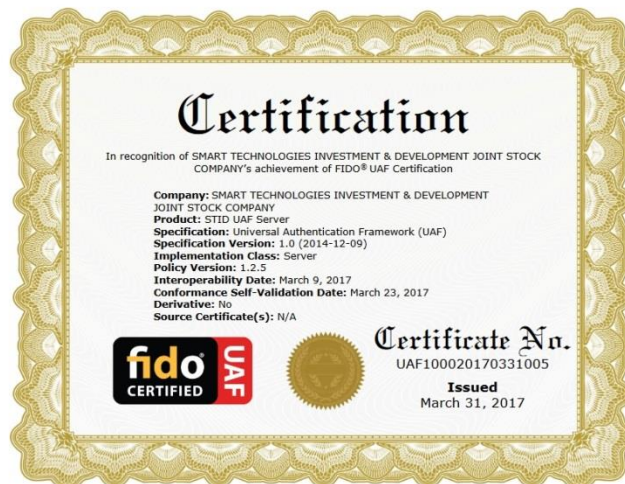 Certification
In recognition of SMART TECHNOLOGIES INVESTMENT & DEVELOPMENT JOINT STOCK
COMPANY's achievement of FIDO® UAF Certification
Company: SMART TECHNOLOGIES INVESTMENT & DEVELOPMENT
JOINT STOCK COMPANY
Product: STID UAF Server
Specification: Universal Authentication Framework (UAF)
Specification Version: 1.0 (2014-12-09)
Implementation Class: Server
Policy Version: 1.2.5
Interoperability Date: March 9, 2017
Conformance Self-Validation Date: March 23, 2017
Derivative: No
Source Certificate(s): N/A
fido
CERTIFIED
UAF
Certificate No.
UAF100020170331005
Issued
March 31, 2017